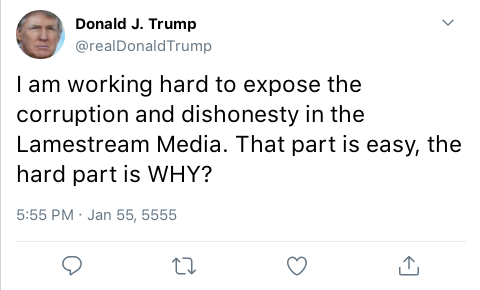 Donald J. Trump
@realDonaldTrump
I am working hard to expose the
corruption and dishonesty in the
Lamestream Media. That part is easy, the
hard part is WHY?
5:55 PM · Jan 55, 5555